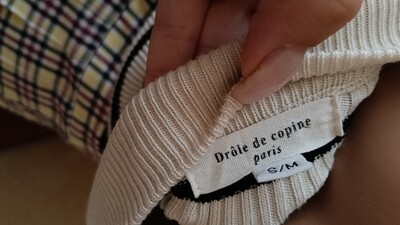 Drôle de copine
paris
S/M